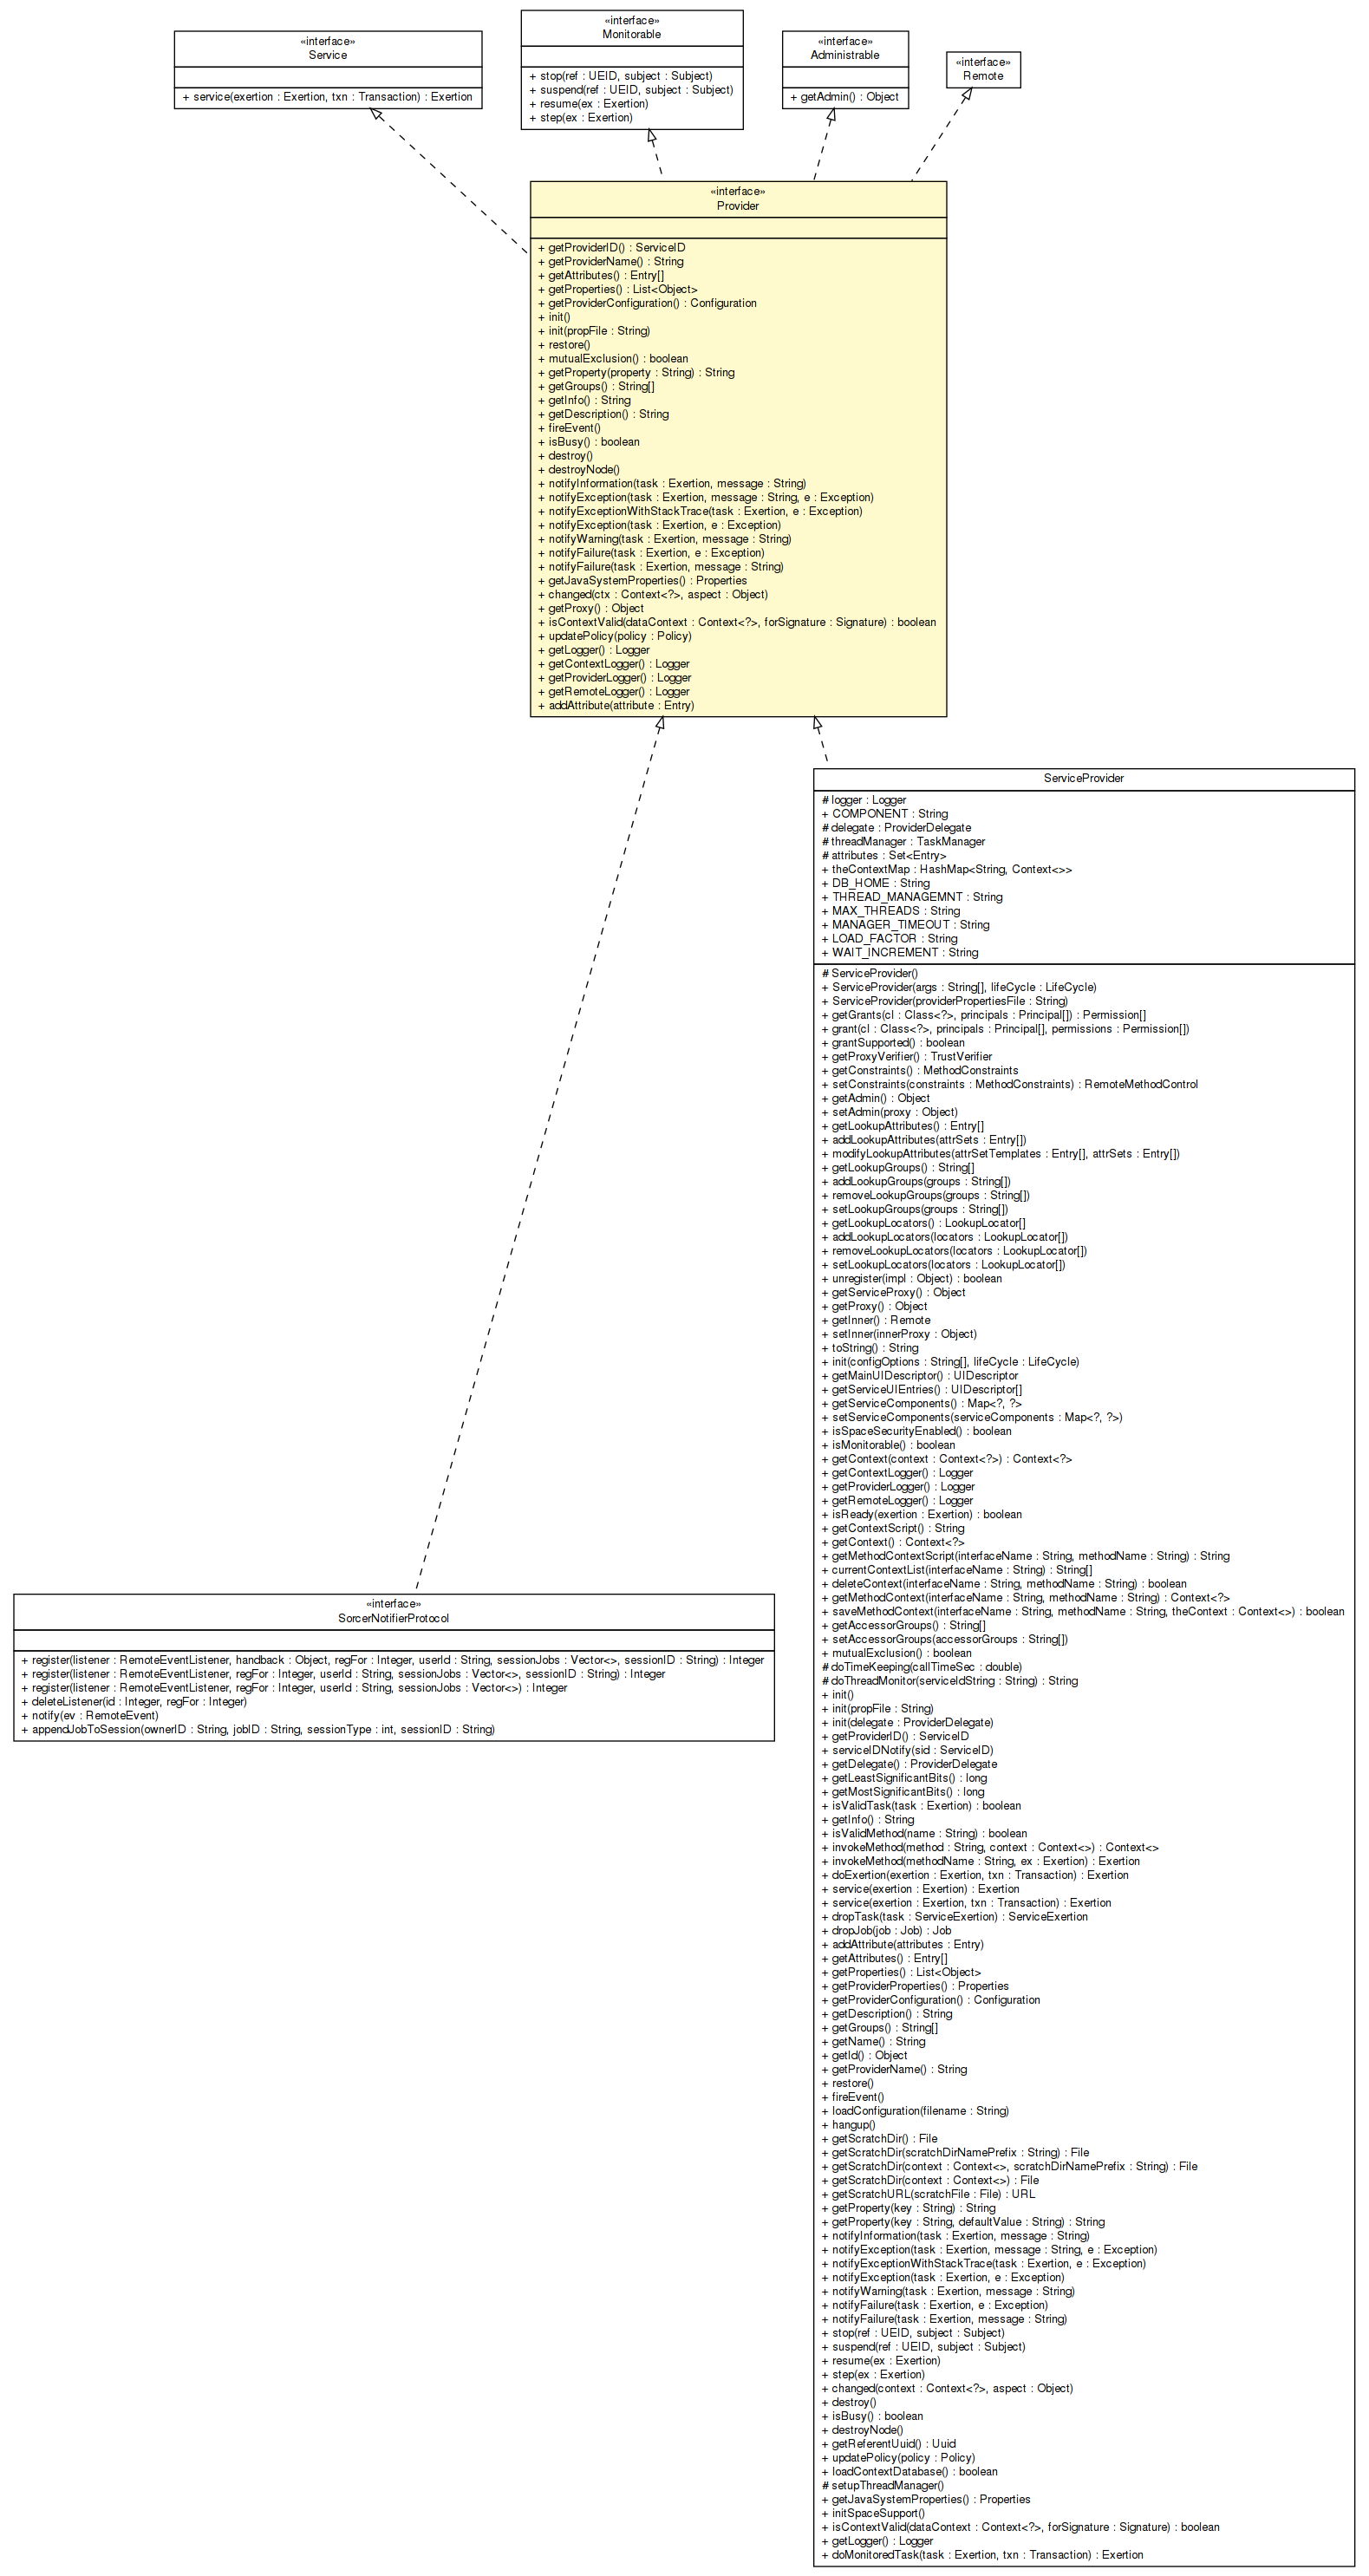 «interface»
Service
+ service(exertion : Exertion, txn : Transaction) : Exertion
«interface»
Monitorable
+ stop(ref : UEID, subject : Subject)
+ suspend(ref : UEID, subject : Subject)
+ resume(ex : Exertion)
+ step(ex : Exertion)
«interface»
Administrable
+ getAdmin() : Object
«interface»
Remote
«interface»
Provider
+ getProviderID() : ServiceID
+ getProviderName() : String
+ getAttributes() : Entry[]
+ getProperties() : List<Object>
+ getProviderConfiguration() : Configuration
+ init()
+ init(propFile : String)
+ restore()
+ mutualExclusion() : boolean
+ getProperty(property : String) : String
+ getGroups() : String[]
+ getInfo() : String
+ getDescription() : String
+ fireEvent()
+ isBusy() : boolean
+ destroy()
+ destroyNode()
+ notifyInformation(task : Exertion, message : String)
+ notifyException(task : Exertion, message : String, e : Exception)
+ notifyExceptionWithStackTrace(task : Exertion, e : Exception)
+ notifyException(task : Exertion, e : Exception)
+ notifyWarning(task : Exertion, message : String)
+ notifyFailure(task : Exertion, e : Exception)
+ notifyFailure(task : Exertion, message : String)
+ getJavaSystemProperties() : Properties
+ changed(ctx : Context<?>, aspect : Object)
+ getProxy() : Object
+ isContextValid(dataContext : Context<?>, forSignature : Signature) : boolean
+ updatePolicy(policy : Policy)
+ getLogger() : Logger
+ getContextLogger() : Logger
+ getProviderLogger() : Logger
+ getRemoteLogger() : Logger
+ addAttribute(attribute : Entry)
ServiceProvider
# logger : Logger
+ COMPONENT : String
# delegate : ProviderDelegate
# threadManager : TaskManager
# attributes : Set<Entry>
+ theContextMap : HashMap<String, Context<>>
+ DB_HOME : String
+ THREAD_MANAGEMNT : String
+ MAX_THREADS : String
+ MANAGER_TIMEOUT : String
+ LOAD_FACTOR : String
+ WAIT_INCREMENT : String
# ServiceProvider()
+ ServiceProvider(args : String[], lifeCycle : LifeCycle)
+ ServiceProvider(providerPropertiesFile : String)
+ getGrants(cl : Class<?>, principals : Principal[]) : Permission[]
+ grant(cl : Class<?>, principals : Principal[], permissions : Permission[])
+ grantSupported() : boolean
+ getProxyVerifier() : TrustVerifier
+ getConstraints() : MethodConstraints
+ setConstraints(constraints : MethodConstraints) : RemoteMethodControl
+ getAdmin() : Object
+ setAdmin(proxy : Object)
+ getLookupAttributes() : Entry[]
+ addLookupAttributes(attrSets : Entry[])
+ modifyLookupAttributes(attrSetTemplates : Entry[], attrSets : Entry[])
+ getLookupGroups() : String[]
+ addLookupGroups(groups : String[])
+ removeLookupGroups(groups : String[])
+ setLookupGroups(groups : String[])
+ getLookupLocators() : LookupLocator[]
+ addLookupLocators(locators : LookupLocator[])
+ removeLookupLocators(locators : LookupLocator[])
+ setLookupLocators(locators : LookupLocator[])
+ unregister(impl : Object) : boolean
+ getServiceProxy() : Object
+ getProxy() : Object
+ getInner() : Remote
+ setInner(innerProxy : Object)
+ toString() : String
+ init(configOptions : String[], lifeCycle : LifeCycle)
+ getMainUIDescriptor() : UIDescriptor
+ getServiceUIEntries() : UIDescriptor[]
+ getServiceComponents() : Map<?, ?>
+ setServiceComponents(serviceComponents : Map<?, ?>)
+ isSpaceSecurityEnabled() : boolean
+ isMonitorable() : boolean
+ getContext(context : Context<?>) : Context<?>
+ getContextLogger() : Logger
+ getProviderLogger() : Logger
+ getRemoteLogger() : Logger
+ isReady(exertion : Exertion) : boolean
+ getContextScript() : String
+ getContext() : Context<?>
+ getMethodContextScript(interfaceName : String, methodName : String) : String
+ currentContextList(interfaceName : String) : String[]
+ deleteContext(interfaceName : String, methodName : String) : boolean
+ getMethodContext(interfaceName : String, methodName : String) : Context<?>
+ saveMethodContext(interfaceName : String, methodName : String, theContext : Context<>) : boolean
+ getAccessorGroups() : String[]
+ setAccessorGroups(accessorGroups : String[])
+ mutualExclusion() : boolean
# doTimeKeeping(callTimeSec : double)
# doThreadMonitor(serviceIdString : String) : String
+ init()
+ init(propFile : String)
+ init(delegate : ProviderDelegate)
+ getProviderID() : ServiceID
+ serviceIDNotify(sid : ServiceID)
+ getDelegate() : ProviderDelegate
+ getLeastSignificantBits() : long
+ getMostSignificantBits() : long
+ isValidTask(task : Exertion) : boolean
+ getInfo() : String
+ isValidMethod(name : String) : boolean
+ invokeMethod(method : String, context : Context<>) : Context<>
+ invokeMethod(methodName : String, ex : Exertion) : Exertion
+ doExertion(exertion : Exertion, txn : Transaction) : Exertion
+ service(exertion : Exertion) : Exertion
+ service(exertion : Exertion, txn : Transaction) : Exertion
+ dropTask(task : ServiceExertion) : ServiceExertion
+ dropJob(job : Job) : Job
+ addAttribute(attributes : Entry)
+ getAttributes() : Entry[]
+ getProperties() : List<Object>
+ getProviderProperties() : Properties
+ getProviderConfiguration() : Configuration
+ getDescription() : String
+ getGroups() : String[]
+ getName() : String
+ getId() : Object
+ getProviderName() : String
+ restore()
+ fireEvent()
+ loadConfiguration(filename : String)
+ hangup()
+ getScratchDir() : File
+ getScratchDir(scratchDirNamePrefix : String) : File
+ getScratchDir(context : Context<>, scratchDirNamePrefix : String) : File
+ getScratchDir(context : Context<>) : File
+ getScratchURL(scratchFile : File) : URL
+ getProperty(key : String) : String
+ getProperty(key : String, defaultValue : String) : String
+ notifyInformation(task : Exertion, message : String)
+ notifyException(task : Exertion, message : String, e : Exception)
+ notifyExceptionWithStackTrace(task : Exertion, e : Exception)
+ notifyException(task : Exertion, e : Exception)
+ notifyWarning(task : Exertion, message : String)
+ notifyFailure(task : Exertion, e : Exception)
+ notifyFailure(task : Exertion, message : String)
+ stop(ref : UEID, subject : Subject)
+ suspend(ref : UEID, subject : Subject)
+ resume(ex : Exertion)
+ step(ex : Exertion)
+ changed(context : Context<?>, aspect : Object)
+ destroy()
+ isBusy() : boolean
+ destroyNode()
+ getReferentUuid() : Uuid
+ updatePolicy(policy : Policy)
+ loadContextDatabase() : boolean
# setupThreadManager()
+ getJavaSystemProperties() : Properties
+ initSpaceSupport()
+ isContextValid(dataContext : Context<?>, forSignature : Signature) : boolean
+ getLogger() : Logger
+ doMonitoredTask(task : Exertion, txn : Transaction) : Exertion
«interface»
SorcerNotifierProtocol
+ register(listener : RemoteEventListener, handback : Object, regFor : Integer, userId : String, sessionJobs : Vector<>, sessionID : String) : Integer
+ register(listener : RemoteEventListener, regFor : Integer, userId : String, sessionJobs : Vector<>, sessionID : String) : Integer
+ register(listener : RemoteEventListener, regFor : Integer, userId : String, sessionJobs : Vector<>) : Integer
+ deleteListener(id : Integer, regFor : Integer)
+ notify(ev : RemoteEvent)
+ appendJobToSession(ownerID : String, jobID : String, sessionType : int, sessionID : String)